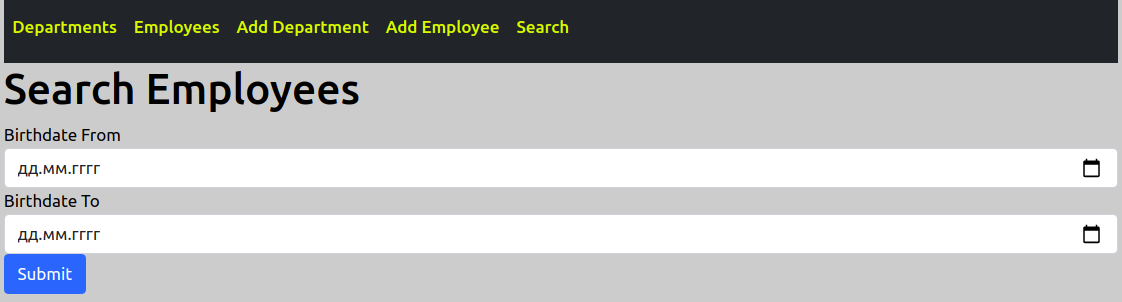 Departments Employees Add Department Add Employee Search
Search Employees
Birthdate From
дд.мм.гггг
Birthdate To
дд.мм.гггг
Submit